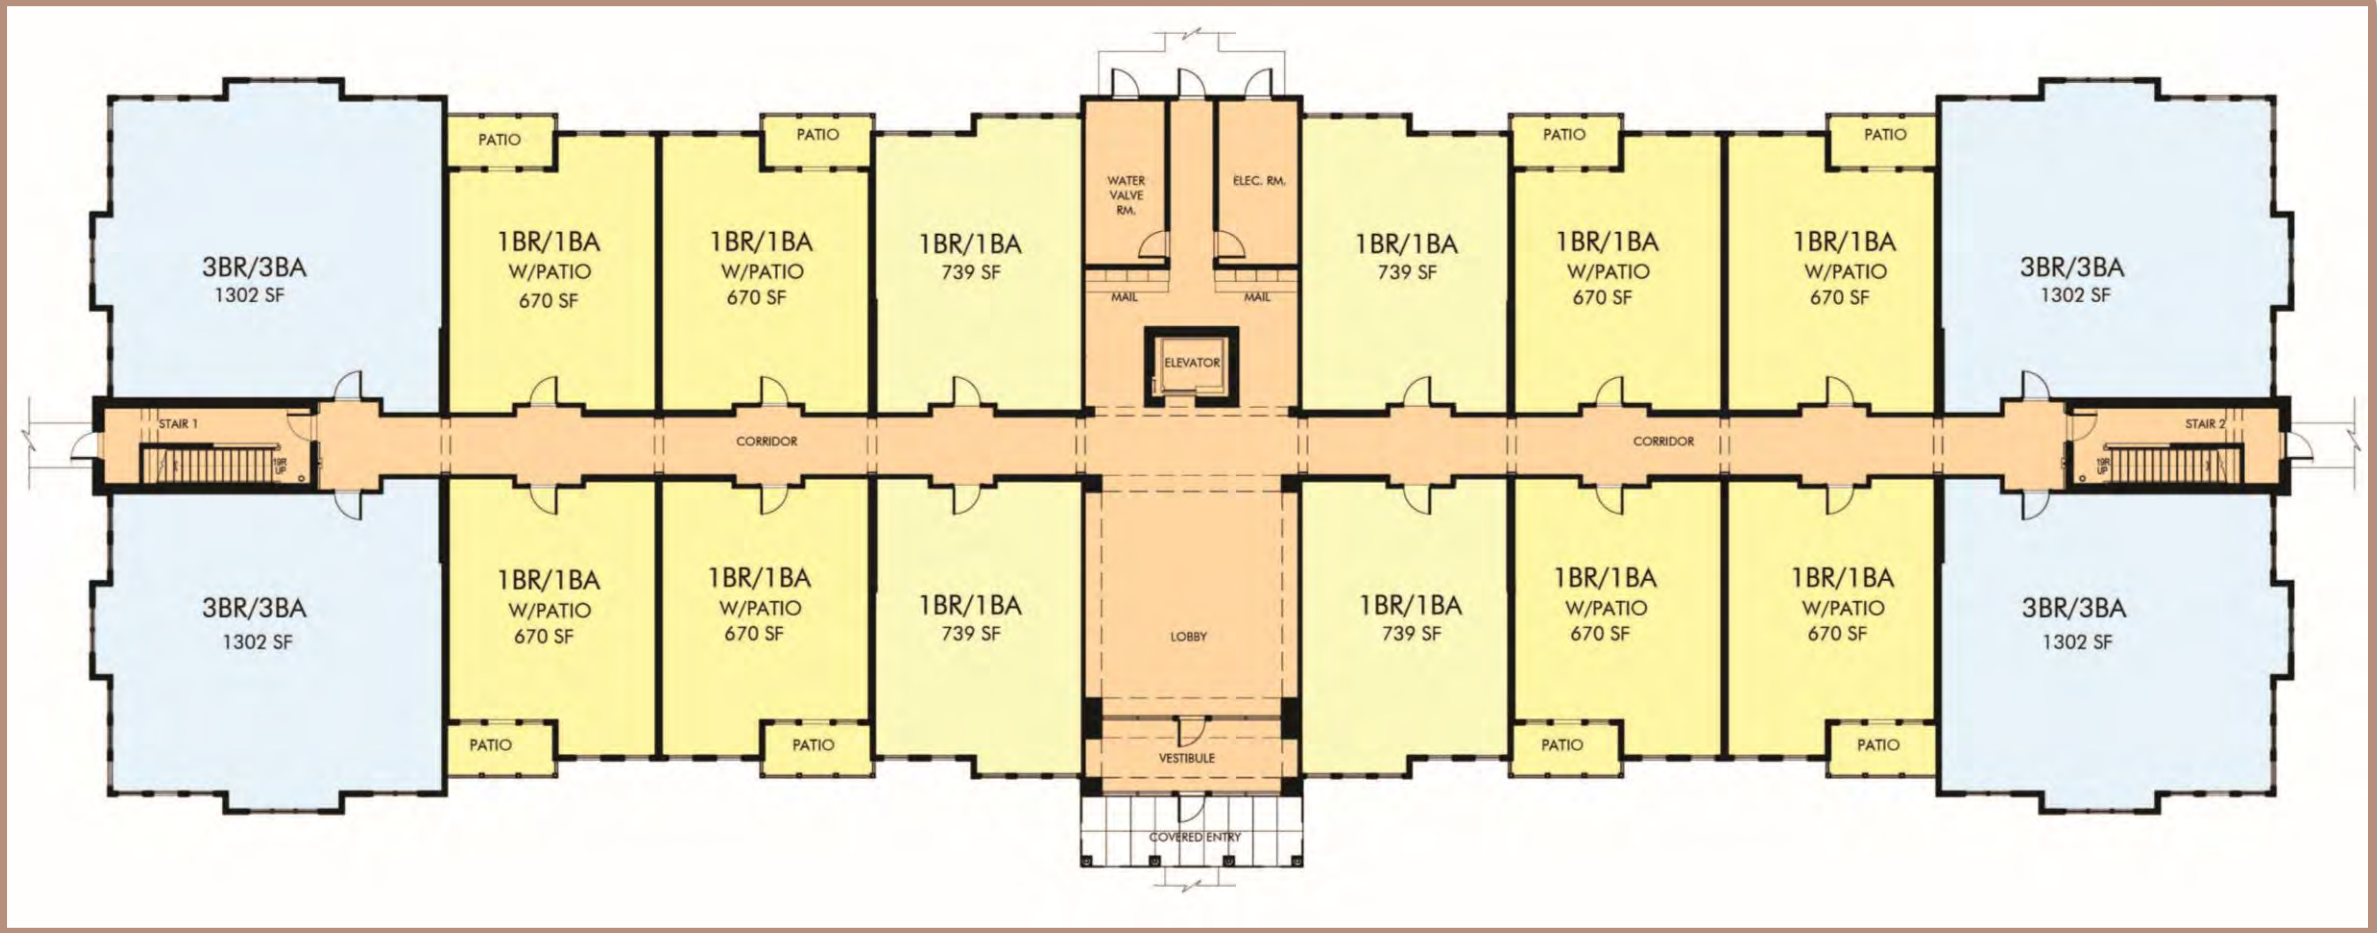 PATIO
PATIO
PATIO
PATIO
WATER
VALVE
RM.
ELEC. RM.
3BR/3BA
1302 SF
1BR/1BA
W/PATIO
670 SF
1BR/1BA
W/PATIO
670 SF
1BR/1BA
739 SF
MAIL
MAIL
1BR/1BA
739 SF
1BR/1BA
W/PATIO
670 SF
1BR/1BA
W/PATIO
670 SF
3BR/3BA
1302 SF
ELEVATOR
STAIR 1
19R
UP
CORRIDOR
CORRIDOR
STAIR 2
19R
UP
3BR/3BA
1302 SF
1BR/1BA
W/PATIO
670 SF
1BR/1BA
W/PATIO
670 SF
1BR/1BA
739 SF
LOBBY
1BR/1BA
739 SF
1BR/1BA
W/PATIO
670 SF
1BR/1BA
W/PATIO
670 SF
3BR/3BA
1302 SF
PATIO
PATIO
VESTIBULE
PATIO
PATIO
COVERED ENTRY